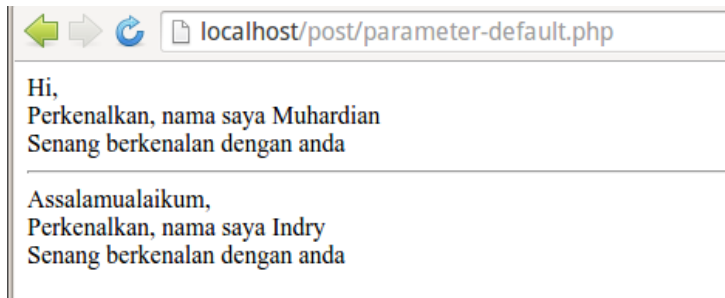 localhost/post/parameter-default.php
Hi,
Perkenalkan, nama saya Muhardian
Senang berkenalan dengan anda
Assalamualaikum,
Perkenalkan, nama saya Indry
Senang berkenalan dengan anda